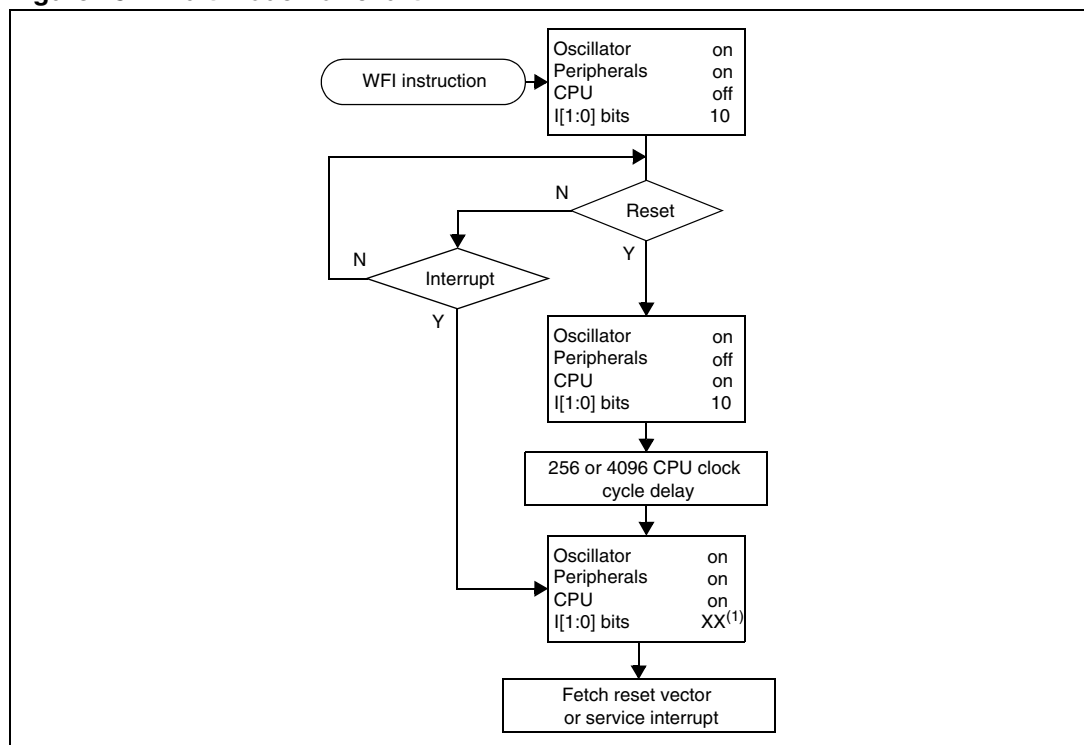 WFI instruction
Oscillator on
Peripherals on
CPU off
I[1:0] bits 10
N
Reset
Y
N
Interrupt
Y
Oscillator on
Peripherals off
CPU on
I[1:0] bits 10
256 or 4096 CPU clock
cycle delay
Oscillator on
Peripherals on
CPU on
I[1:0] bits XX(1)
Fetch reset vector
or service interrupt